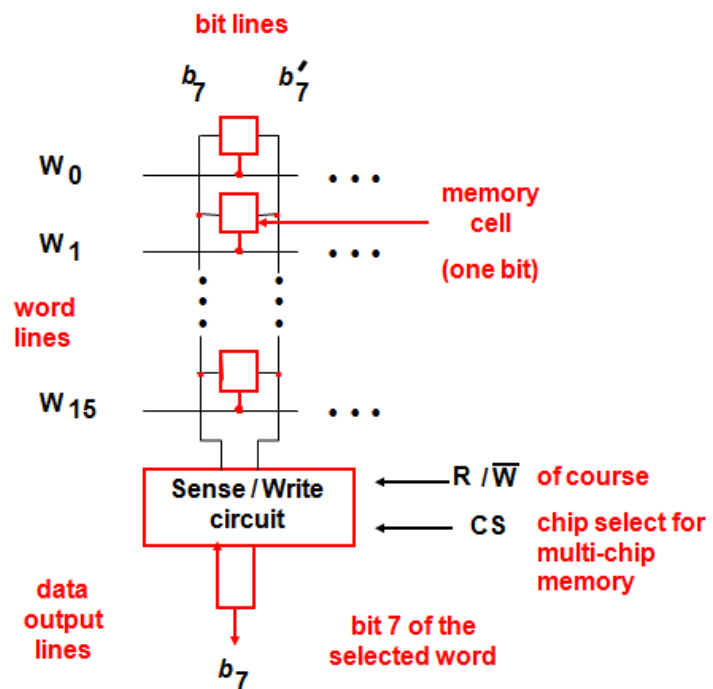 bit lines
b7 b7′
W0
• • •
memory
cell
(one bit)
W1
• • •
word
lines
W15
• • •
Sense / Write
circuit
R / W̅ of course
CS chip select for
multi-chip
memory
data
output
lines
bit 7 of the
selected word
b7